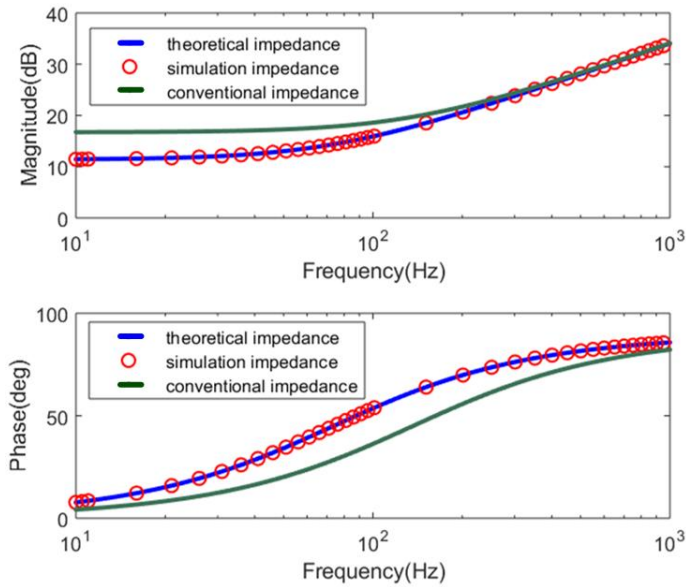 40
30
20
10
0
Magnitude(dB)
theoretical impedance
simulation impedance
conventional impedance
10^1
10^2
10^3
Frequency(Hz)
100
50
0
Phase(deg)
theoretical impedance
simulation impedance
conventional impedance
10^1
10^2
10^3
Frequency(Hz)